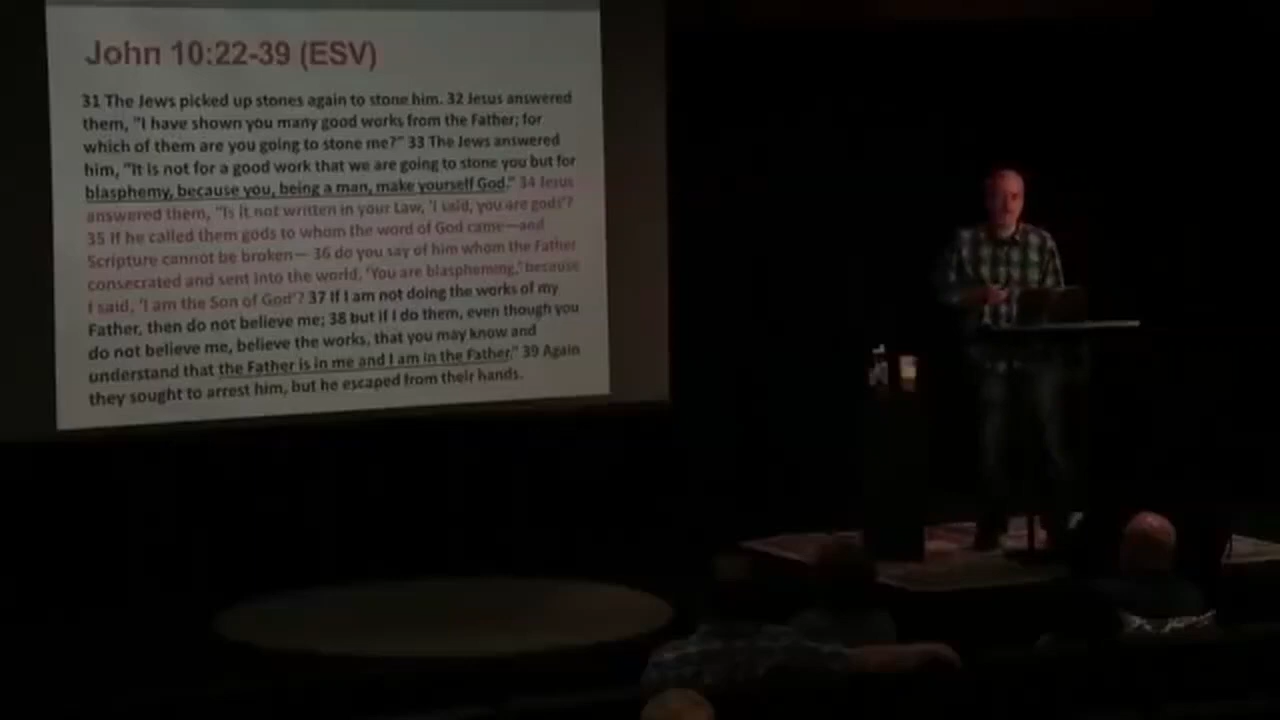 John 10:22-39 (ESV)
31 The Jews picked up stones again to stone him. 32 Jesus answered
them, "I have shown you many good works from the Father; for
which of them are you going to stone me?" 33 The Jews answered
him, "It is not for a good work that we are going to stone you but for
blasphemy, because you, being a man, make yourself God." 34 Jesus
answered them, "Is it not written in your Law, 'I said, you are gods'?
35 If he called them gods to whom the word of God came—and
Scripture cannot be broken— 36 do you say of him whom the Father
consecrated and sent into the world, 'You are blaspheming,' because
I said, 'I am the Son of God'? 37 If I am not doing the works of my
Father, then do not believe me; 38 but if I do them, even though you
do not believe me, believe the works, that you may know and
understand that the Father is in me and I am in the Father." 39 Again
they sought to arrest him, but he escaped from their hands.